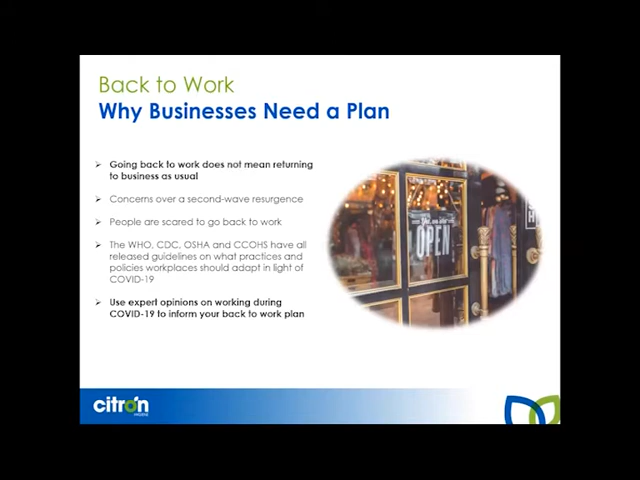 Back to Work
Why Businesses Need a Plan
➢ Going back to work does not mean returning
to business as usual
➢ Concerns over a second-wave resurgence
➢ People are scared to go back to work
➢ The WHO, CDC, OSHA and CCOHS have all
released guidelines on what practices and
policies workplaces should adapt in light of
COVID-19
➢ Use expert opinions on working during
COVID-19 to inform your back to work plan
OPEN
citron
HYGIENE